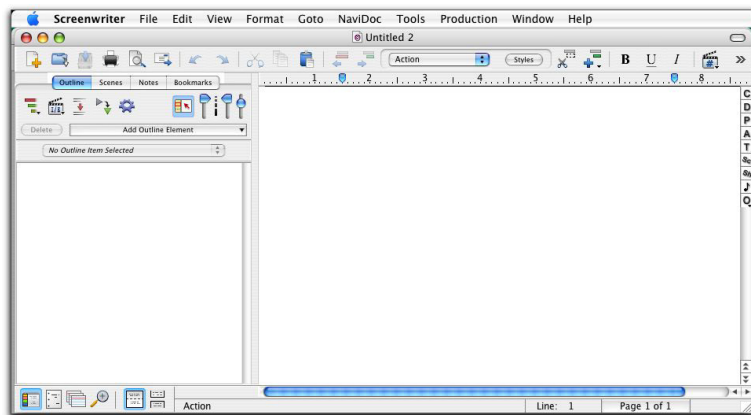 Screenwriter File Edit View Format Goto NaviDoc Tools Production Window Help
Untitled 2
Action Styles B U I # »
Outline Scenes Notes Bookmarks
1 2 3 4 5 6 7 8
Delete Add Outline Element
No Outline Item Selected
C
D
P
A
T
Sc
Sh
O
Action Line: 1 Page 1 of 1